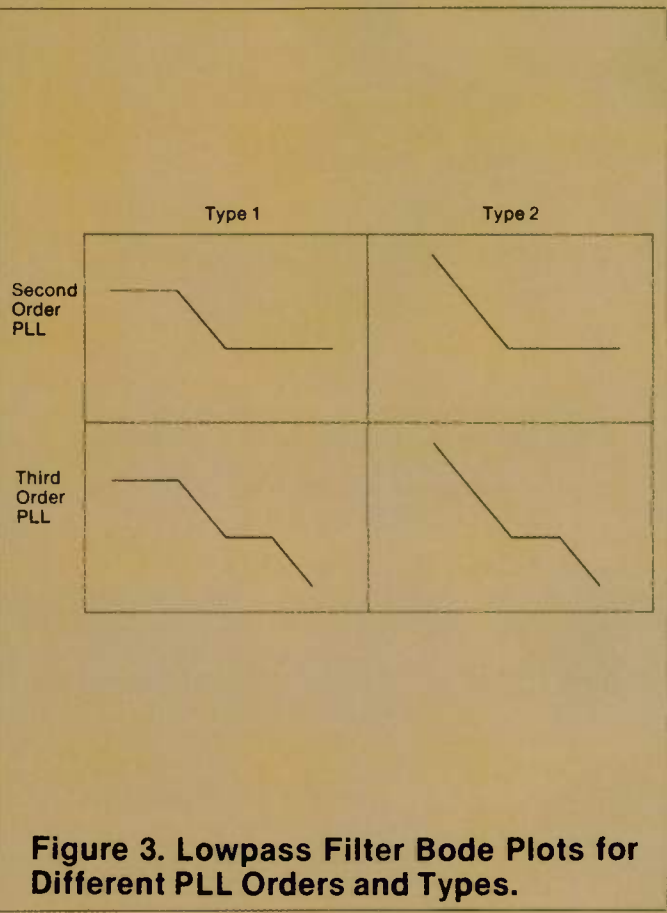 Type 1
Type 2
Second
Order
PLL
Third
Order
PLL
Figure 3. Lowpass Filter Bode Plots for
Different PLL Orders and Types.